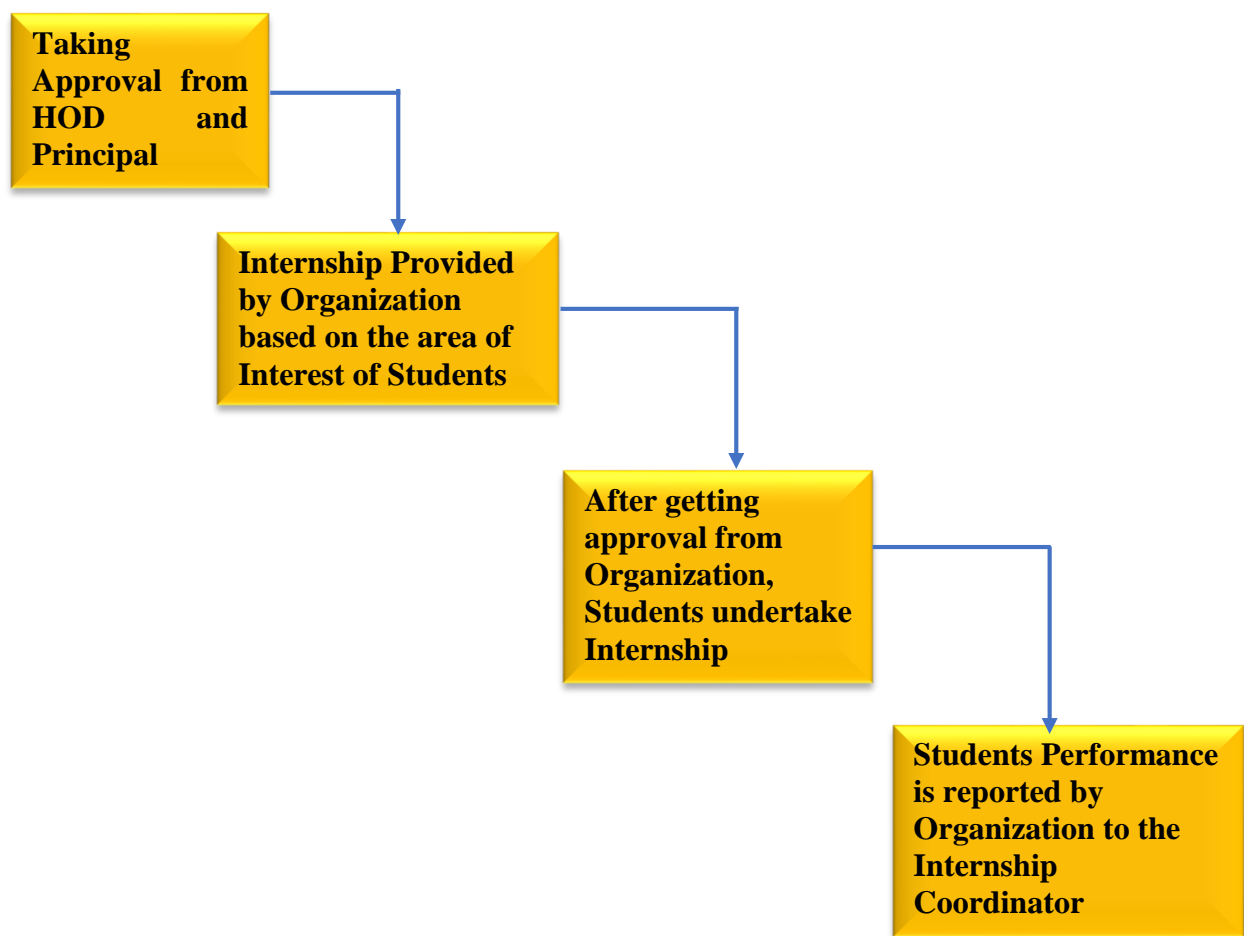 Taking
Approval from
HOD and
Principal
Internship Provided
by Organization
based on the area of
Interest of Students
After getting
approval from
Organization,
Students undertake
Internship
Students Performance
is reported by
Organization to the
Internship
Coordinator